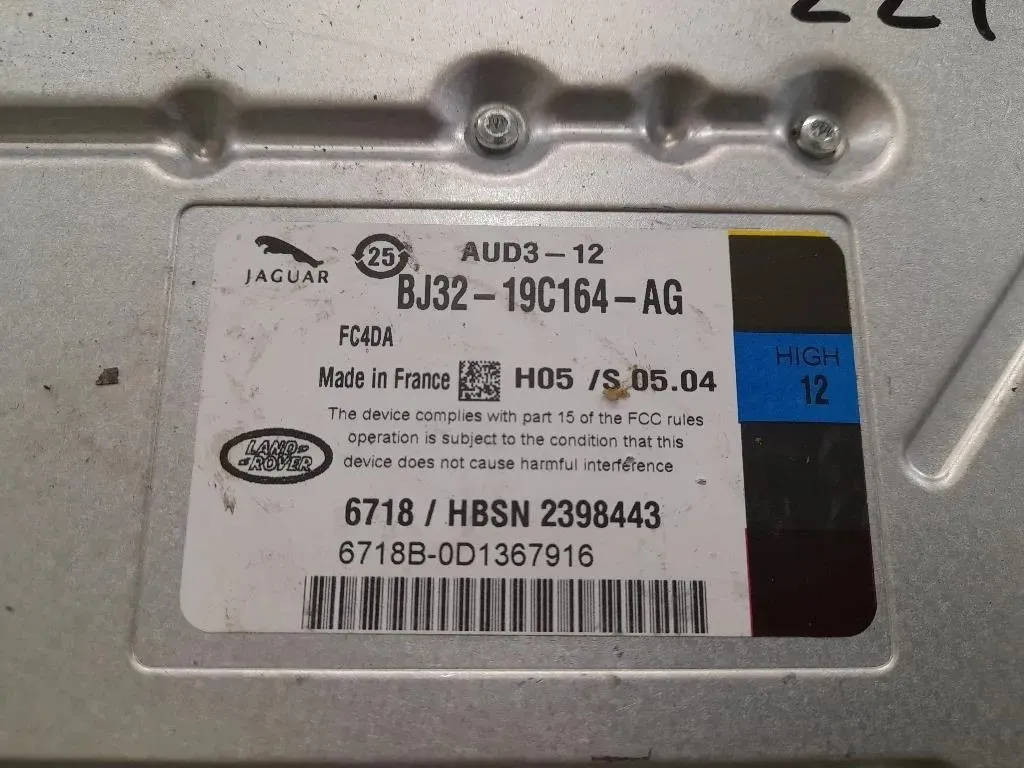 JAGUAR
25
AUD3-12
BJ32-19C164-AG
FC4DA
Made in France
H05 /S 05.04
HIGH
12
The device complies with part 15 of the FCC rules
operation is subject to the condition that this
device does not cause harmful interference
LAND-
ROVER
6718 / HBSN 2398443
6718B-0D1367916